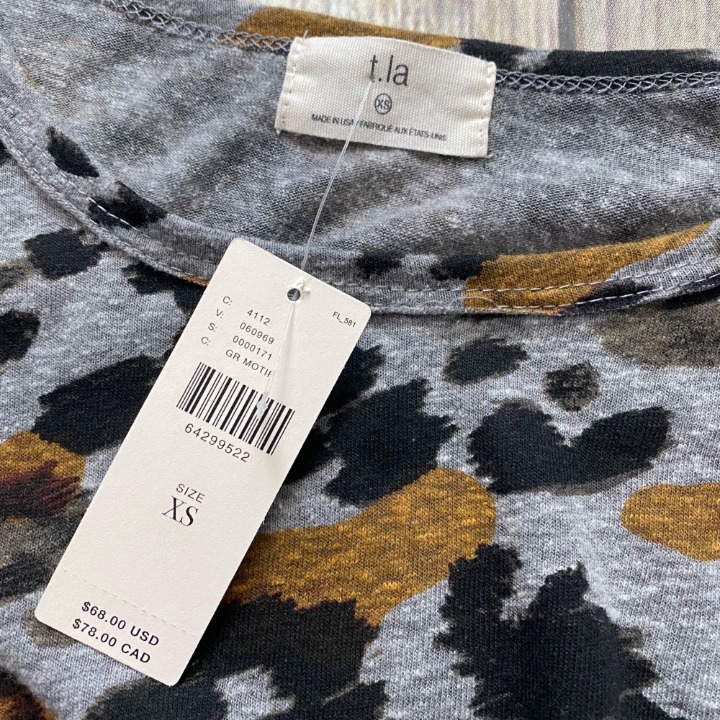 t.la
XS
MADE IN USA / FABRIQUÉ AUX ÉTATS-UNIS
FL_581
C: 4112
V: 060969
S: 0000171
C: GR MOTIF
64299522
SIZE
XS
$68.00 USD
$78.00 CAD